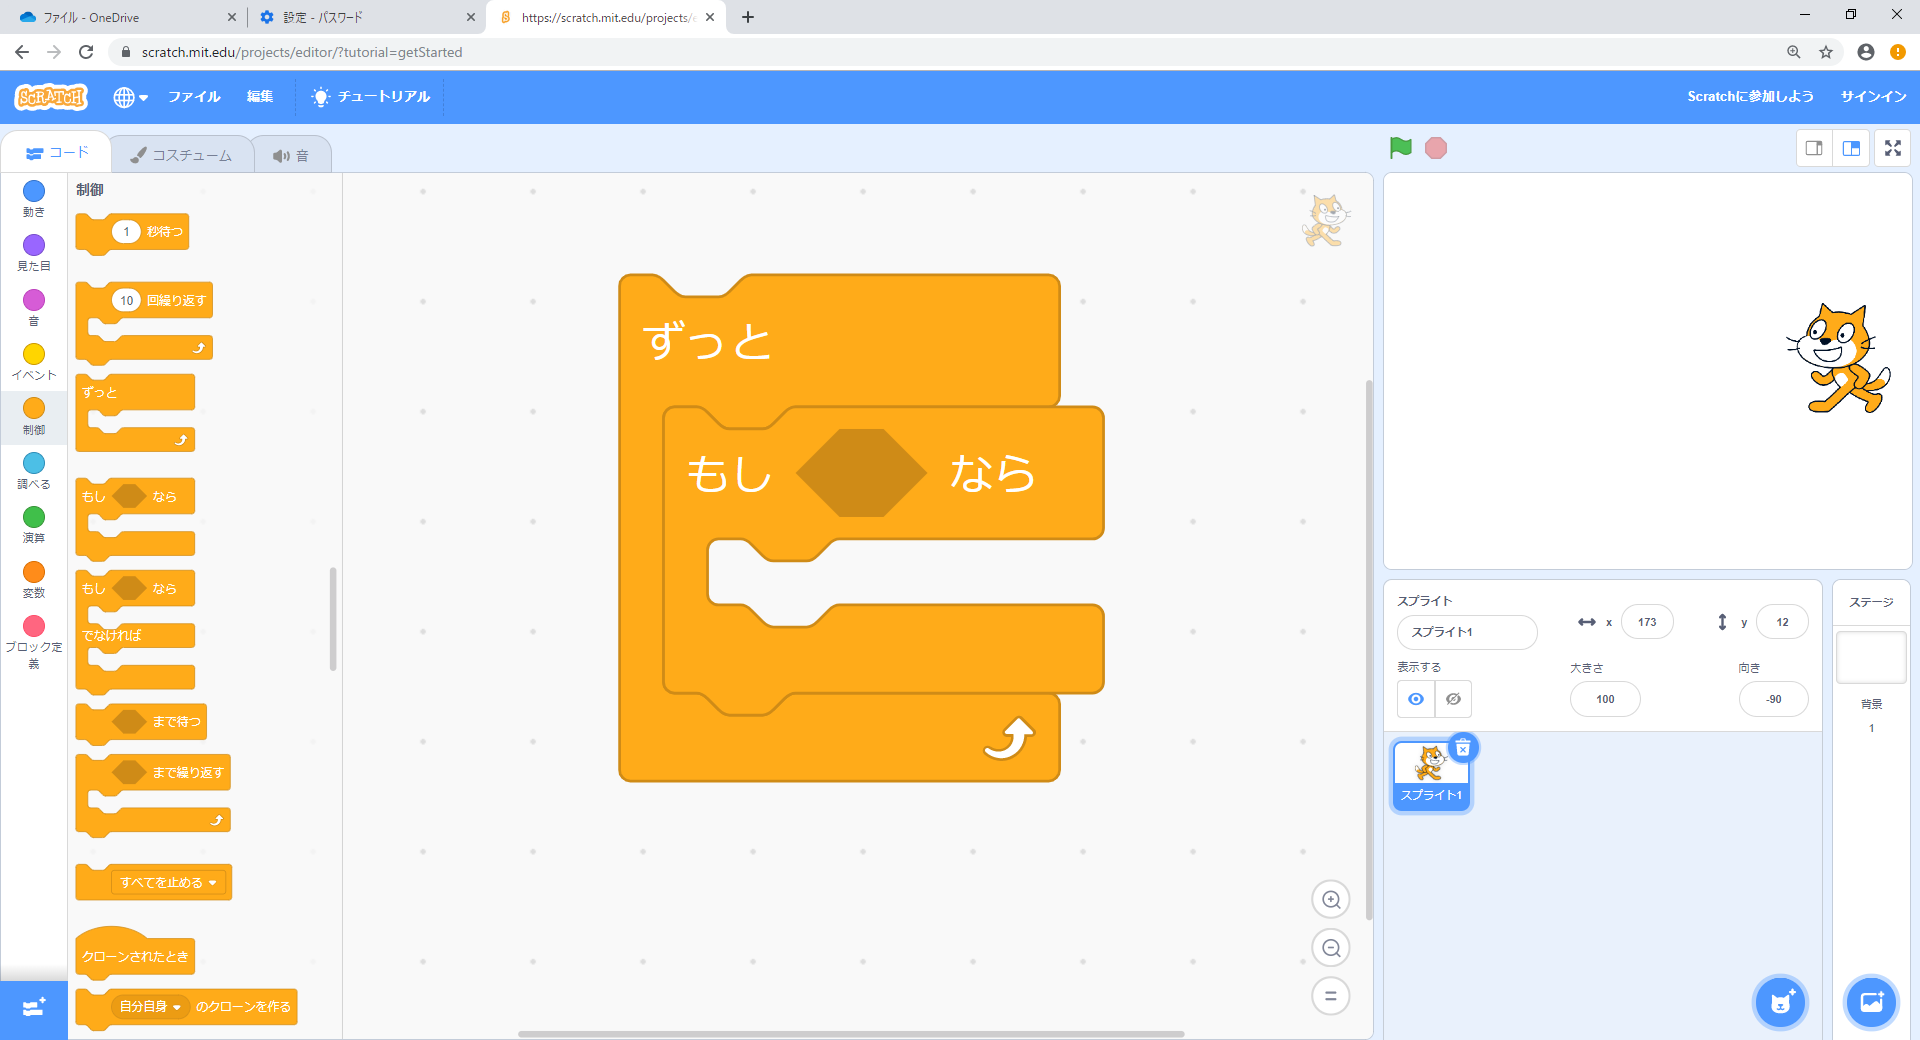 ファイル - OneDrive
設定 - パスワード
https://scratch.mit.edu/projects/e
scratch.mit.edu/projects/editor/?tutorial=getStarted
SCRATCH
ファイル
編集
チュートリアル
Scratchに参加しよう
サインイン
コード
コスチューム
音
動き
見た目
音
イベント
制御
調べる
演算
変数
ブロック定
義
制御
1 秒待つ
10 回繰り返す
ずっと
もし なら
もし なら
でなければ
まで待つ
まで繰り返す
すべてを止める
クローンされたとき
自分自身 のクローンを作る
ずっと
もし なら
スプライト
スプライト1
x 173
y 12
表示する
大きさ
100
向き
-90
スプライト1
ステージ
背景
1